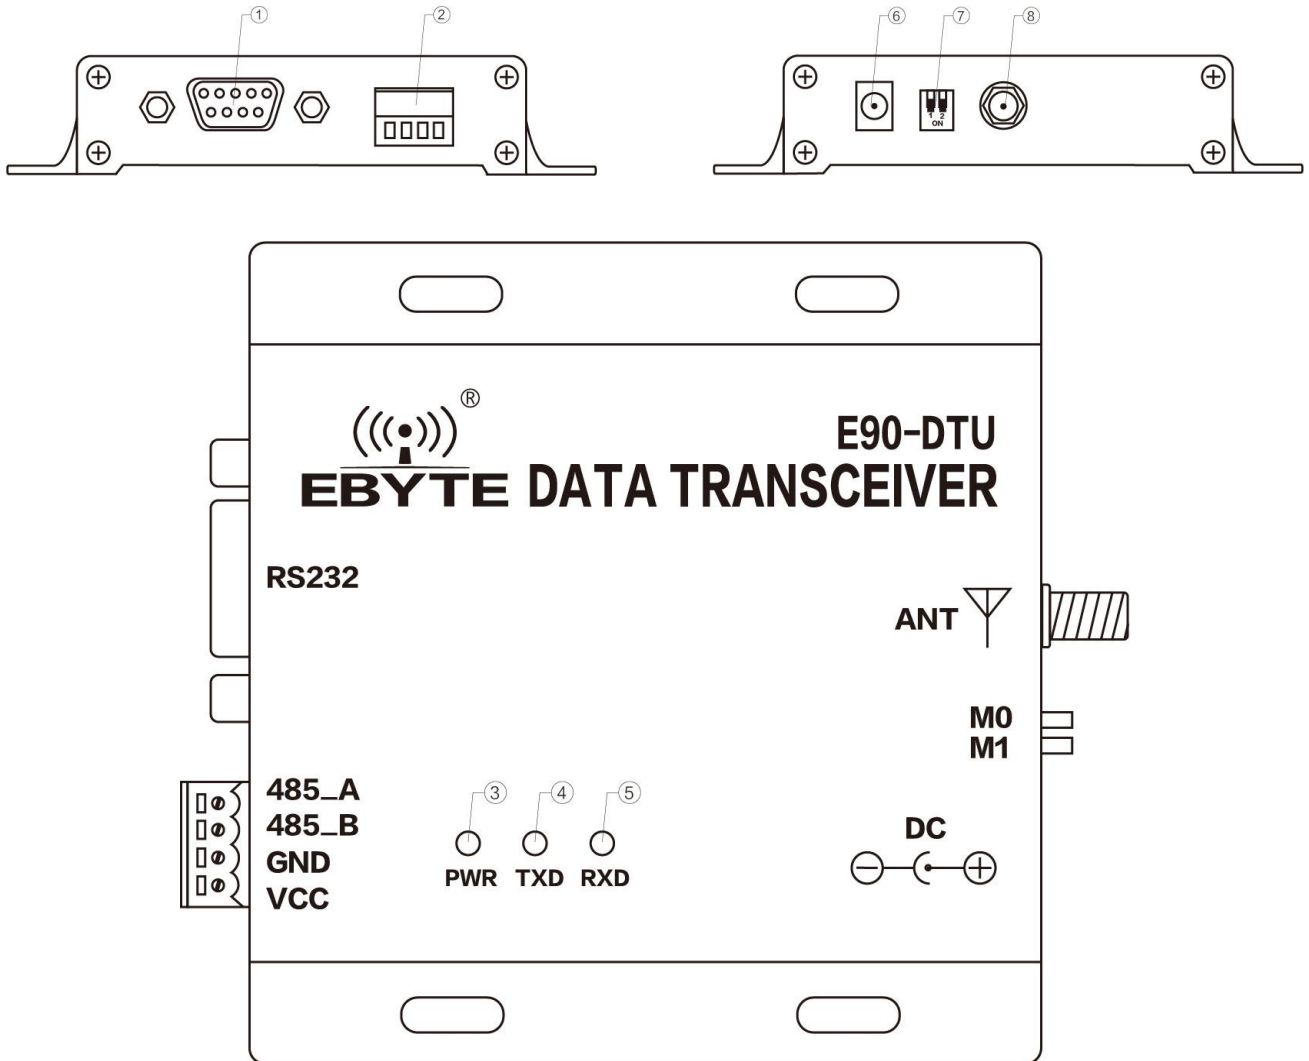 ① ② ⑥ ⑦ ⑧
1 2
ON
®
E90-DTU
EBYTE DATA TRANSCEIVER
RS232
ANT
M0
M1
485_A
485_B
GND
VCC
③ ④ ⑤
PWR TXD RXD
DC